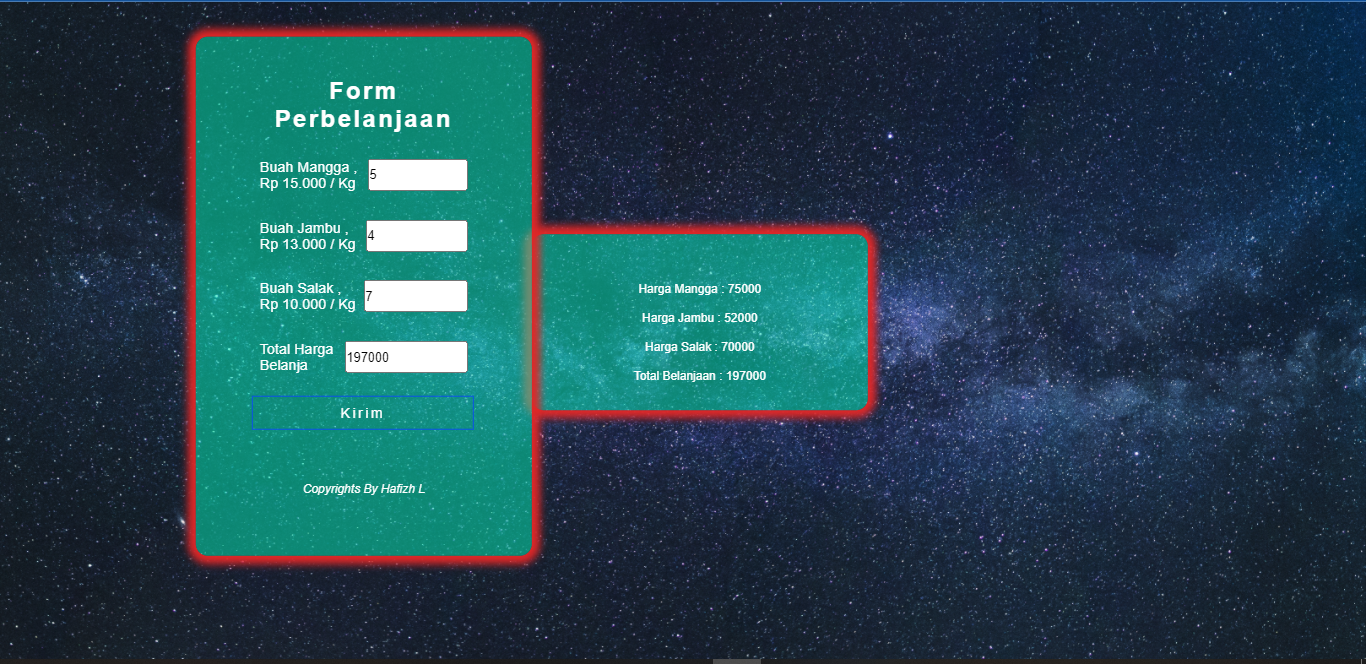 Form
Perbelanjaan
Buah Mangga ,
Rp 15.000 / Kg
5
Buah Jambu ,
Rp 13.000 / Kg
4
Buah Salak ,
Rp 10.000 / Kg
7
Total Harga
Belanja
197000
Kirim
Copyrights By Hafizh L
Harga Mangga : 75000
Harga Jambu : 52000
Harga Salak : 70000
Total Belanjaan : 197000